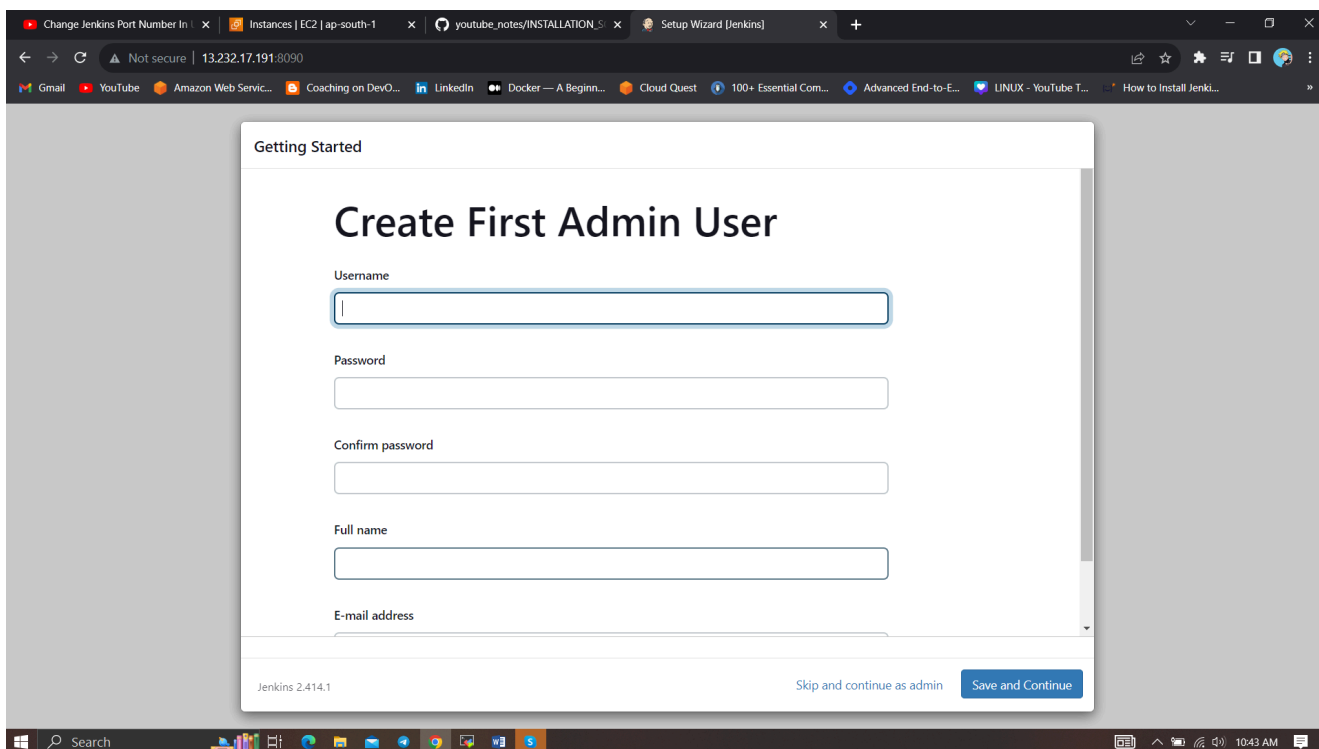 Change Jenkins Port Number In
Instances | EC2 | ap-south-1
youtube_notes/INSTALLATION_S
Setup Wizard [Jenkins]
Not secure | 13.232.17.191:8090
Gmail
YouTube
Amazon Web Servic...
Coaching on DevO...
LinkedIn
Docker — A Beginn...
Cloud Quest
100+ Essential Com...
Advanced End-to-E...
LINUX - YouTube T...
How to Install Jenki...
»
Getting Started
Create First Admin User
Username
Password
Confirm password
Full name
E-mail address
Jenkins 2.414.1
Skip and continue as admin
Save and Continue
Search
10:43 AM